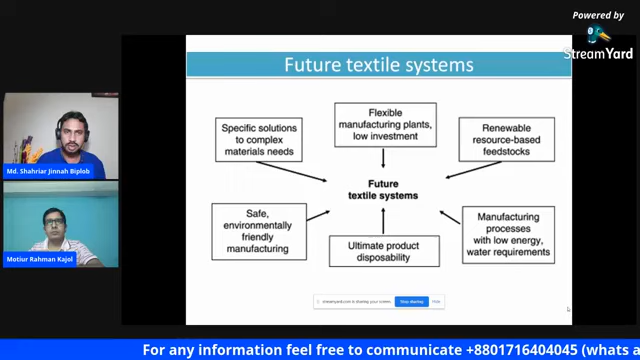 Powered by
StreamYard
Future textile systems
Specific solutions
to complex
materials needs
Flexible
manufacturing plants,
low investment
Renewable
resource-based
feedstocks
Future
textile systems
Safe,
environmentally
friendly
manufacturing
Ultimate product
disposability
Manufacturing
processes
with low energy,
water requirements
Md. Shahriar Jinnah Biplob
Motiur Rahman Kajol
streamyard.com is sharing your screen.
Stop sharing
Hide
For any information feel free to communicate +8801716404045 (whats a